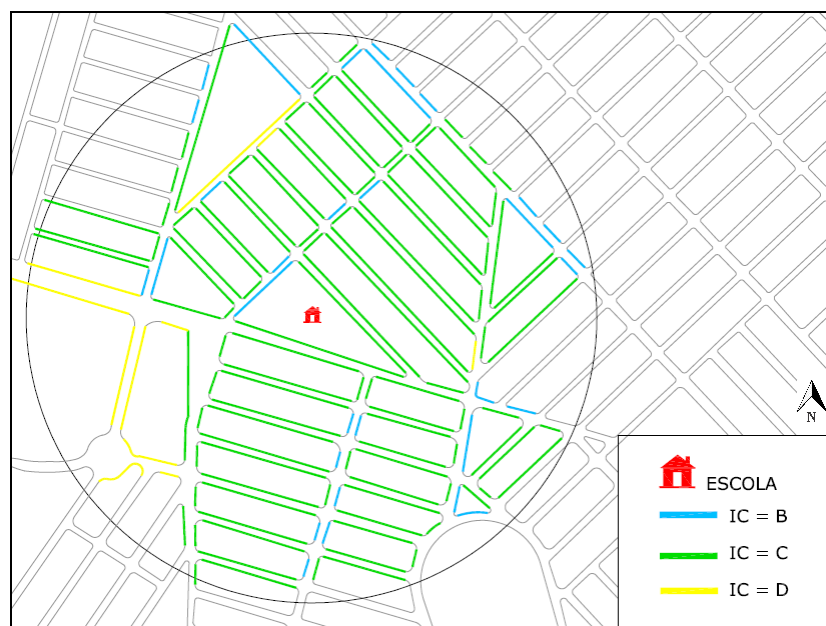 N
ESCOLA
IC = B
IC = C
IC = D